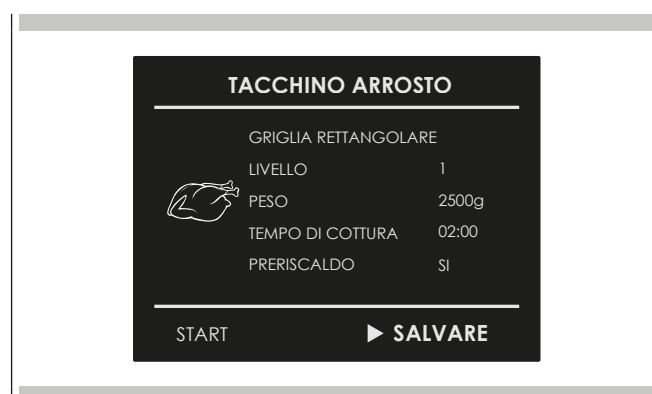 TACCHINO ARROSTO
GRIGLIA RETTANGOLARE
LIVELLO 1
PESO 2500g
TEMPO DI COTTURA 02:00
PRERISCALDO SI
START ▶ SALVARE